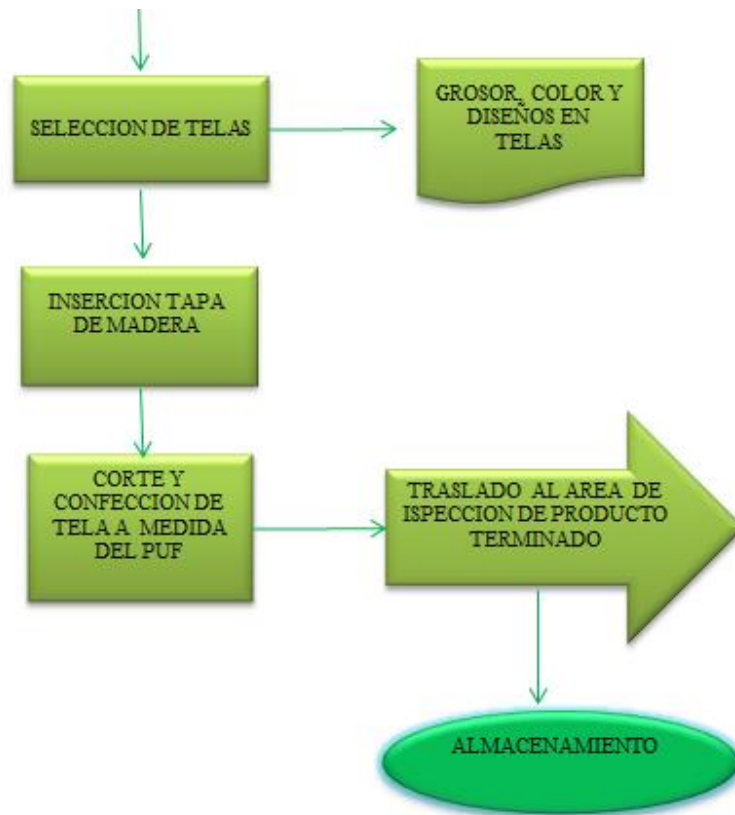 SELECCION DE TELAS
GROSOR, COLOR Y
DISEÑOS EN
TELAS
INSERCION TAPA
DE MADERA
CORTE Y
CONFECCION DE
TELA A MEDIDA
DEL PUF
TRASLADO AL AREA DE
ISPECCION DE PRODUCTO
TERMINADO
ALMACENAMIENTO